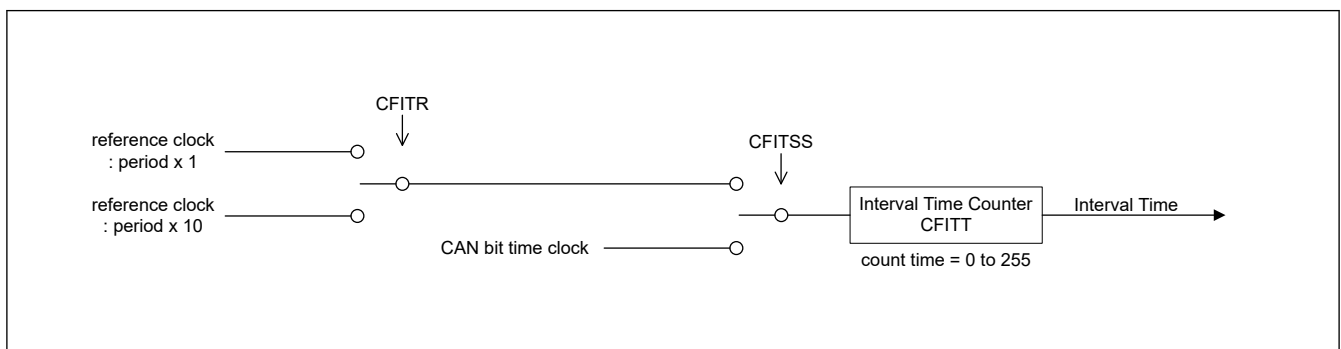 CFITR
reference clock
: period x 1
CFITSS
reference clock
: period x 10
Interval Time Counter
CFITT
Interval Time
CAN bit time clock
count time = 0 to 255